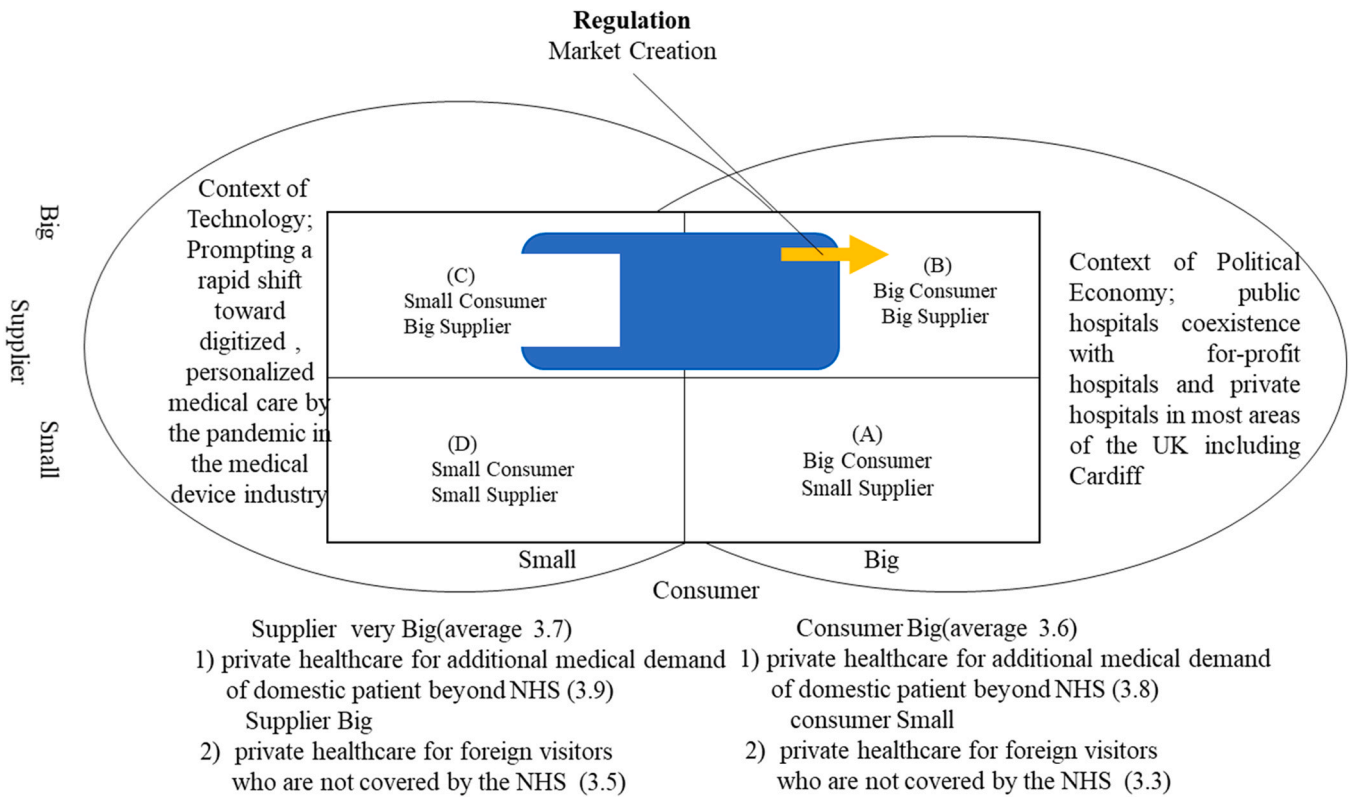 Regulation
Market Creation
Context of
Technology;
Prompting a
rapid shift
toward
digitized ,
personalized
medical care by
the pandemic in
the medical
device industry
Big
Supplier
Small
(C)
Small Consumer
Big Supplier
(B)
Big Consumer
Big Supplier
(D)
Small Consumer
Small Supplier
(A)
Big Consumer
Small Supplier
Context of Political
Economy; public
hospitals coexistence
with for-profit
hospitals and private
hospitals in most areas
of the UK including
Cardiff
Small
Big
Consumer
Supplier very Big(average 3.7)
1) private healthcare for additional medical demand
of domestic patient beyond NHS (3.9)
Supplier Big
2) private healthcare for foreign visitors
who are not covered by the NHS (3.5)
Consumer Big(average 3.6)
1) private healthcare for additional medical demand
of domestic patient beyond NHS (3.8)
consumer Small
2) private healthcare for foreign visitors
who are not covered by the NHS (3.3)